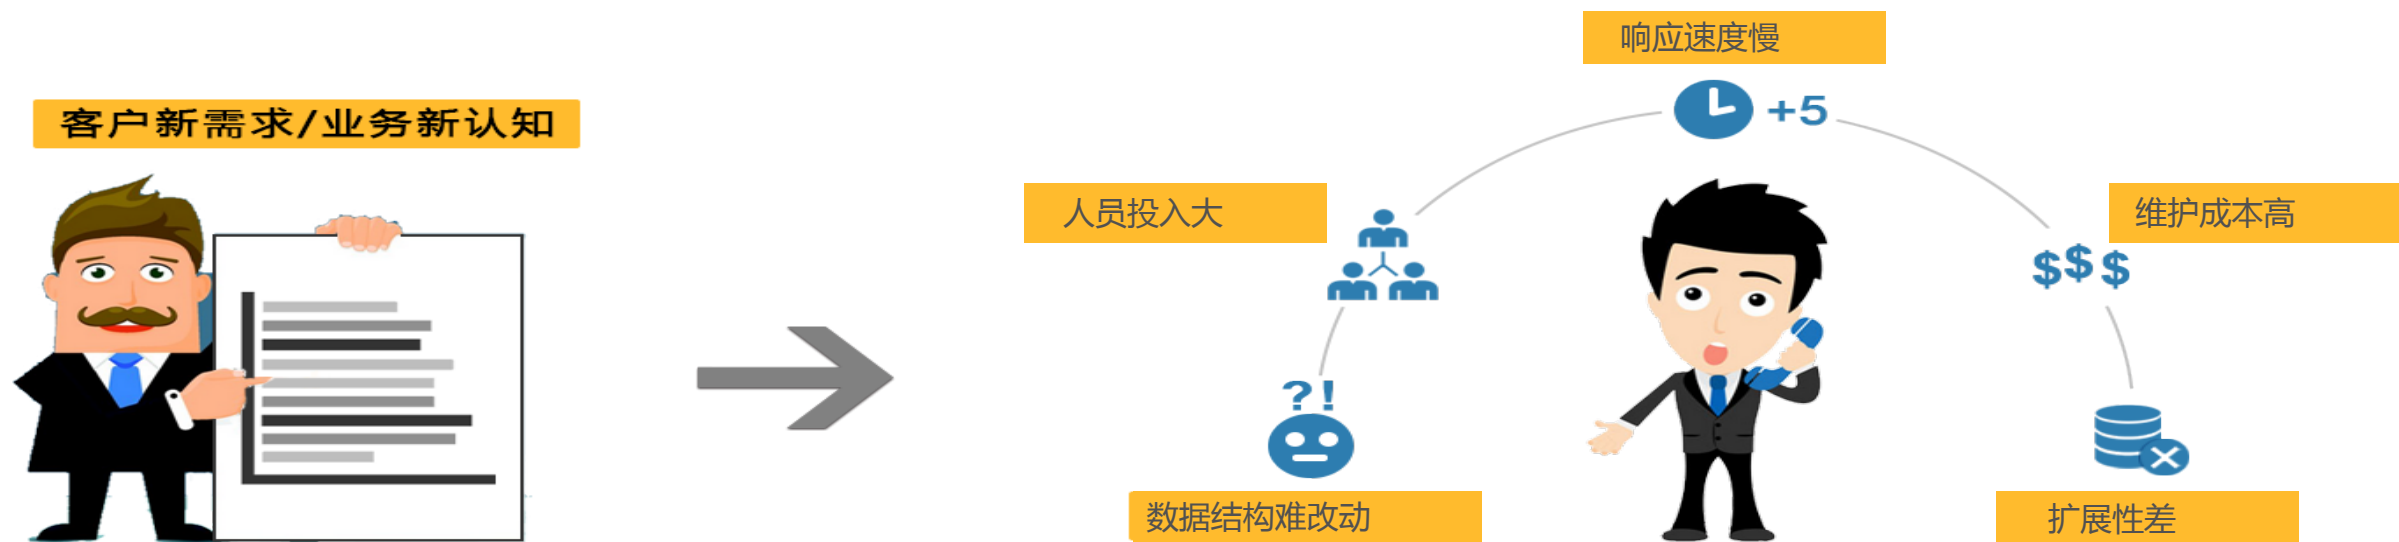 客户新需求/业务新认知
响应速度慢
+5
人员投入大
维护成本高
$$$
?!
数据结构难改动
扩展性差